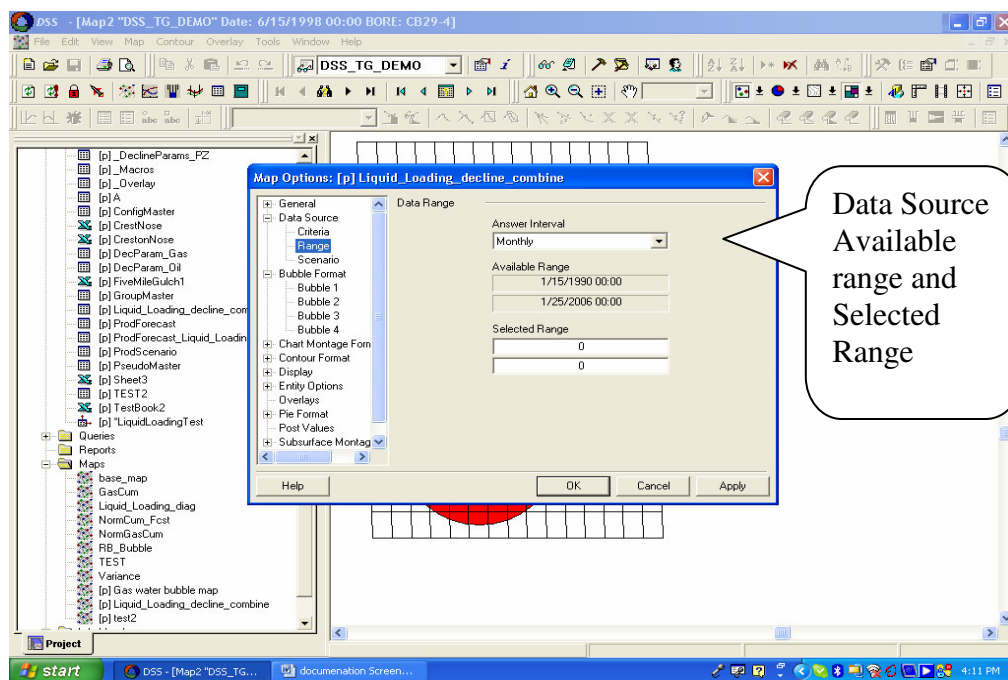 DSS - [Map2 "DSS_TG_DEMO" Date: 6/15/1998 00:00 BORE: CB29-4]
File Edit View Map Contour Overlay Tools Window Help
DSS_TG_DEMO
abc abc
[p] _DeclineParams_PZ
[p] _Macros
[p] _Overlay
[p] A
[p] ConfigMaster
[p] CrestNose
[p] CrestonNose
[p] DecParam_Gas
[p] DecParam_Oil
[p] FiveMileGulch1
[p] GroupMaster
[p] Liquid_Loading_decline_com
[p] ProdForecast
[p] ProdForecast_Liquid_Loadin
[p] ProdScenario
[p] PseudoMaster
[p] Sheet3
[p] TEST2
[p] TestBook2
[p] "LiquidLoadingTest
Queries
Reports
Maps
base_map
GasCum
Liquid_Loading_diag
NormCum_Fcst
NormGasCum
RB_Bubble
TEST
Variance
[p] Gas water bubble map
[p] Liquid_Loading_decline_combine
[p] test2
Project
Map Options: [p] Liquid_Loading_decline_combine
General
Data Source
Criteria
Range
Scenario
Bubble Format
Bubble 1
Bubble 2
Bubble 3
Bubble 4
Chart Montage Forn
Contour Format
Display
Entity Options
Overlays
Pie Format
Post Values
Subsurface Montag
Data Range
Answer Interval
Monthly
Available Range
1/15/1990 00:00
1/25/2006 00:00
Selected Range
0
0
Help OK Cancel Apply
Data Source
Available
range and
Selected
Range
start DSS - [Map2 "DSS_TG... documenation Screen... 4:11 PM